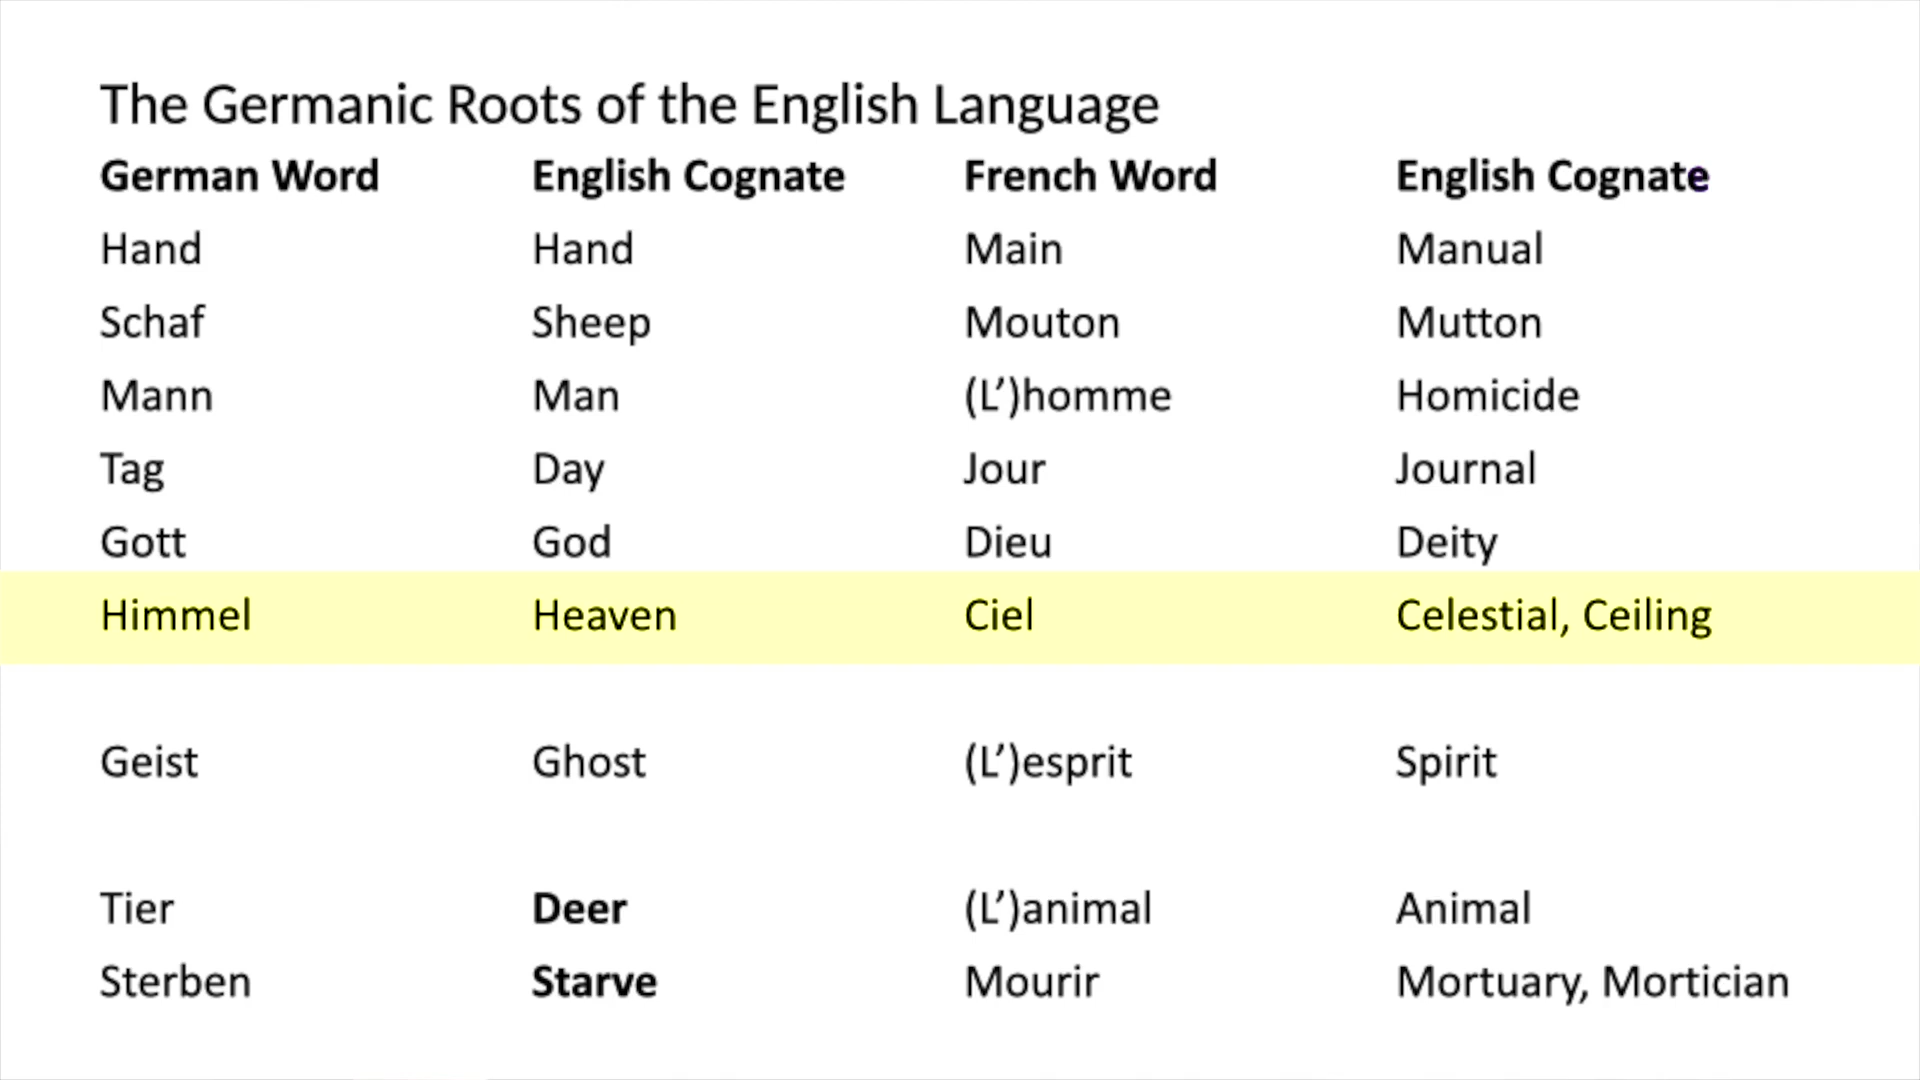 The Germanic Roots of the English Language
German Word English Cognate French Word English Cognate
Hand Hand Main Manual
Schaf Sheep Mouton Mutton
Mann Man (L’)homme Homicide
Tag Day Jour Journal
Gott God Dieu Deity
Himmel Heaven Ciel Celestial, Ceiling
Geist Ghost (L’)esprit Spirit
Tier Deer (L’)animal Animal
Sterben Starve Mourir Mortuary, Mortician